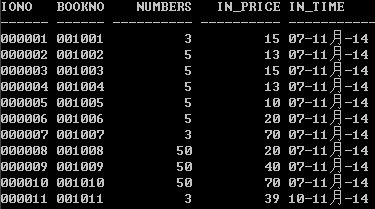 IONO   BOOKNO      NUMBERS   IN_PRICE IN_TIME
------ ------ ---------- ---------- ----------
000001 001001          3         15 07-11月-14
000002 001002          5         13 07-11月-14
000003 001003          5         15 07-11月-14
000004 001004          5         13 07-11月-14
000005 001005          5         10 07-11月-14
000006 001006          5         20 07-11月-14
000007 001007          3         70 07-11月-14
000008 001008         50         20 07-11月-14
000009 001009         50         40 07-11月-14
000010 001010         50         70 07-11月-14
000011 001011          3         39 10-11月-14